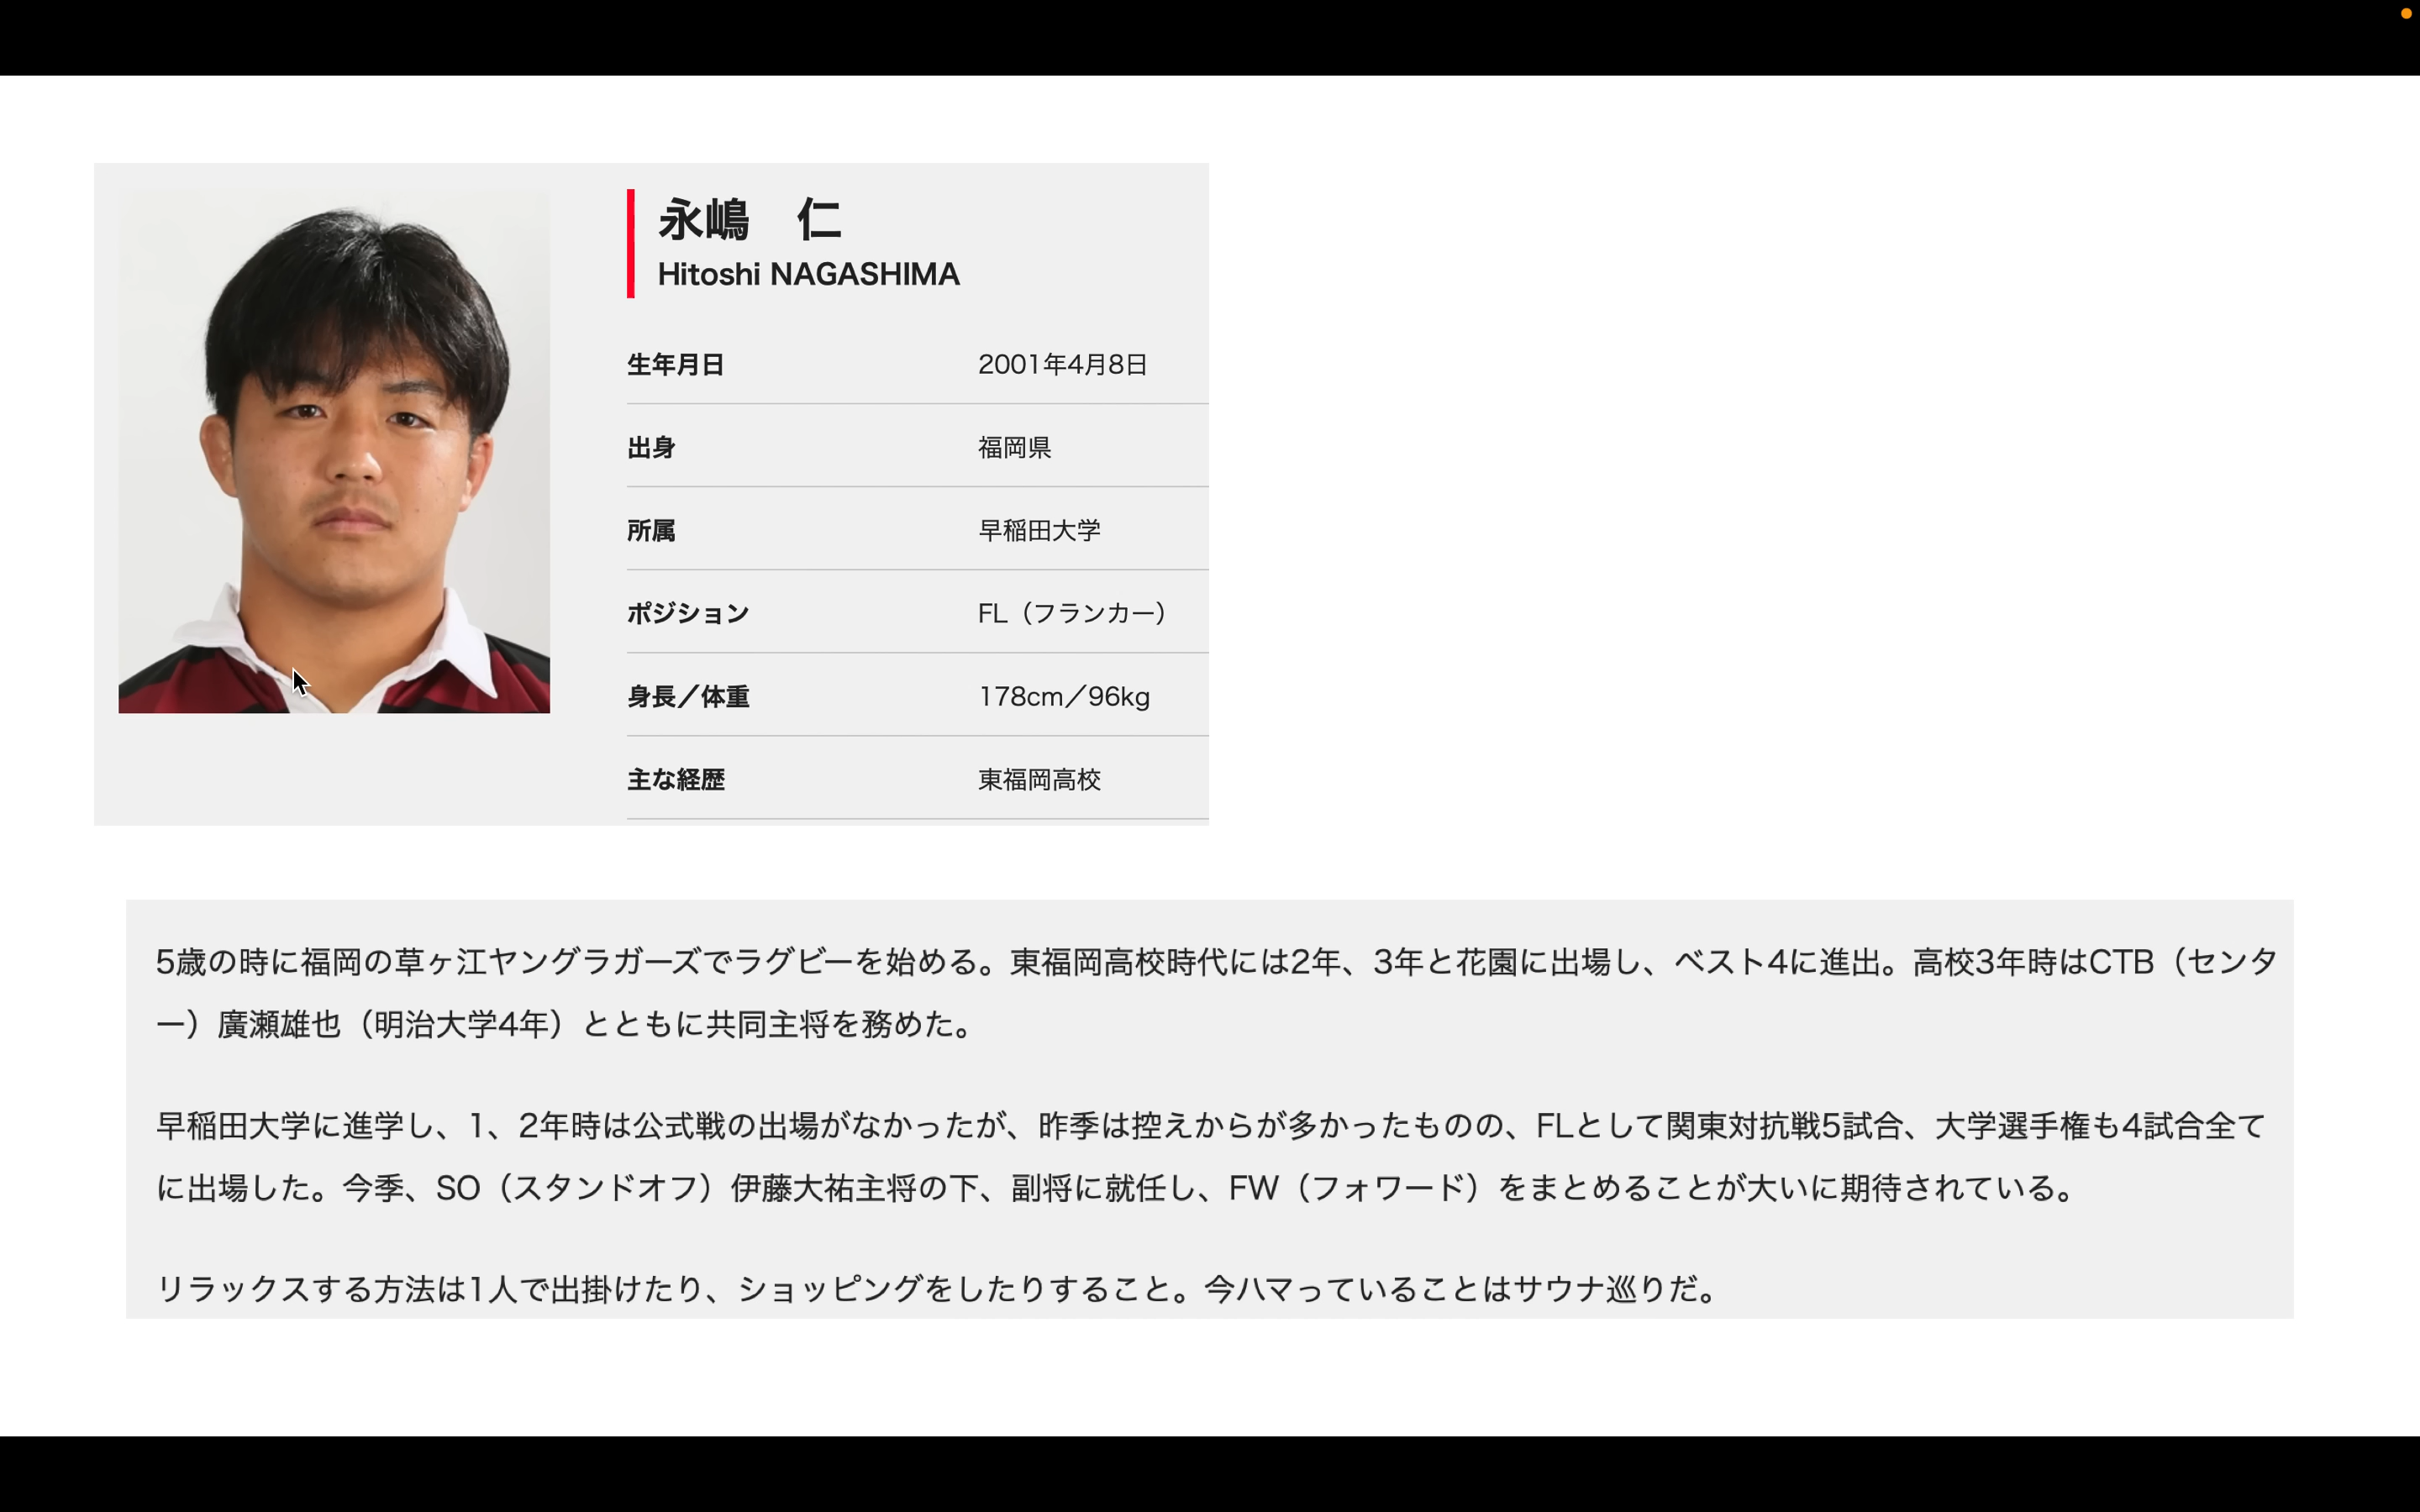 永嶋　仁
Hitoshi NAGASHIMA
生年月日 2001年4月8日
出身 福岡県
所属 早稲田大学
ポジション FL（フランカー）
身長／体重 178cm／96kg
主な経歴 東福岡高校
5歳の時に福岡の草ヶ江ヤングラガーズでラグビーを始める。東福岡高校時代には2年、3年と花園に出場し、ベスト4に進出。高校3年時はCTB（センタ
ー）廣瀬雄也（明治大学4年）とともに共同主将を務めた。
早稲田大学に進学し、1、2年時は公式戦の出場がなかったが、昨季は控えからが多かったものの、FLとして関東対抗戦5試合、大学選手権も4試合全て
に出場した。今季、SO（スタンドオフ）伊藤大祐主将の下、副将に就任し、FW（フォワード）をまとめることが大いに期待されている。
リラックスする方法は1人で出掛けたり、ショッピングをしたりすること。今ハマっていることはサウナ巡りだ。